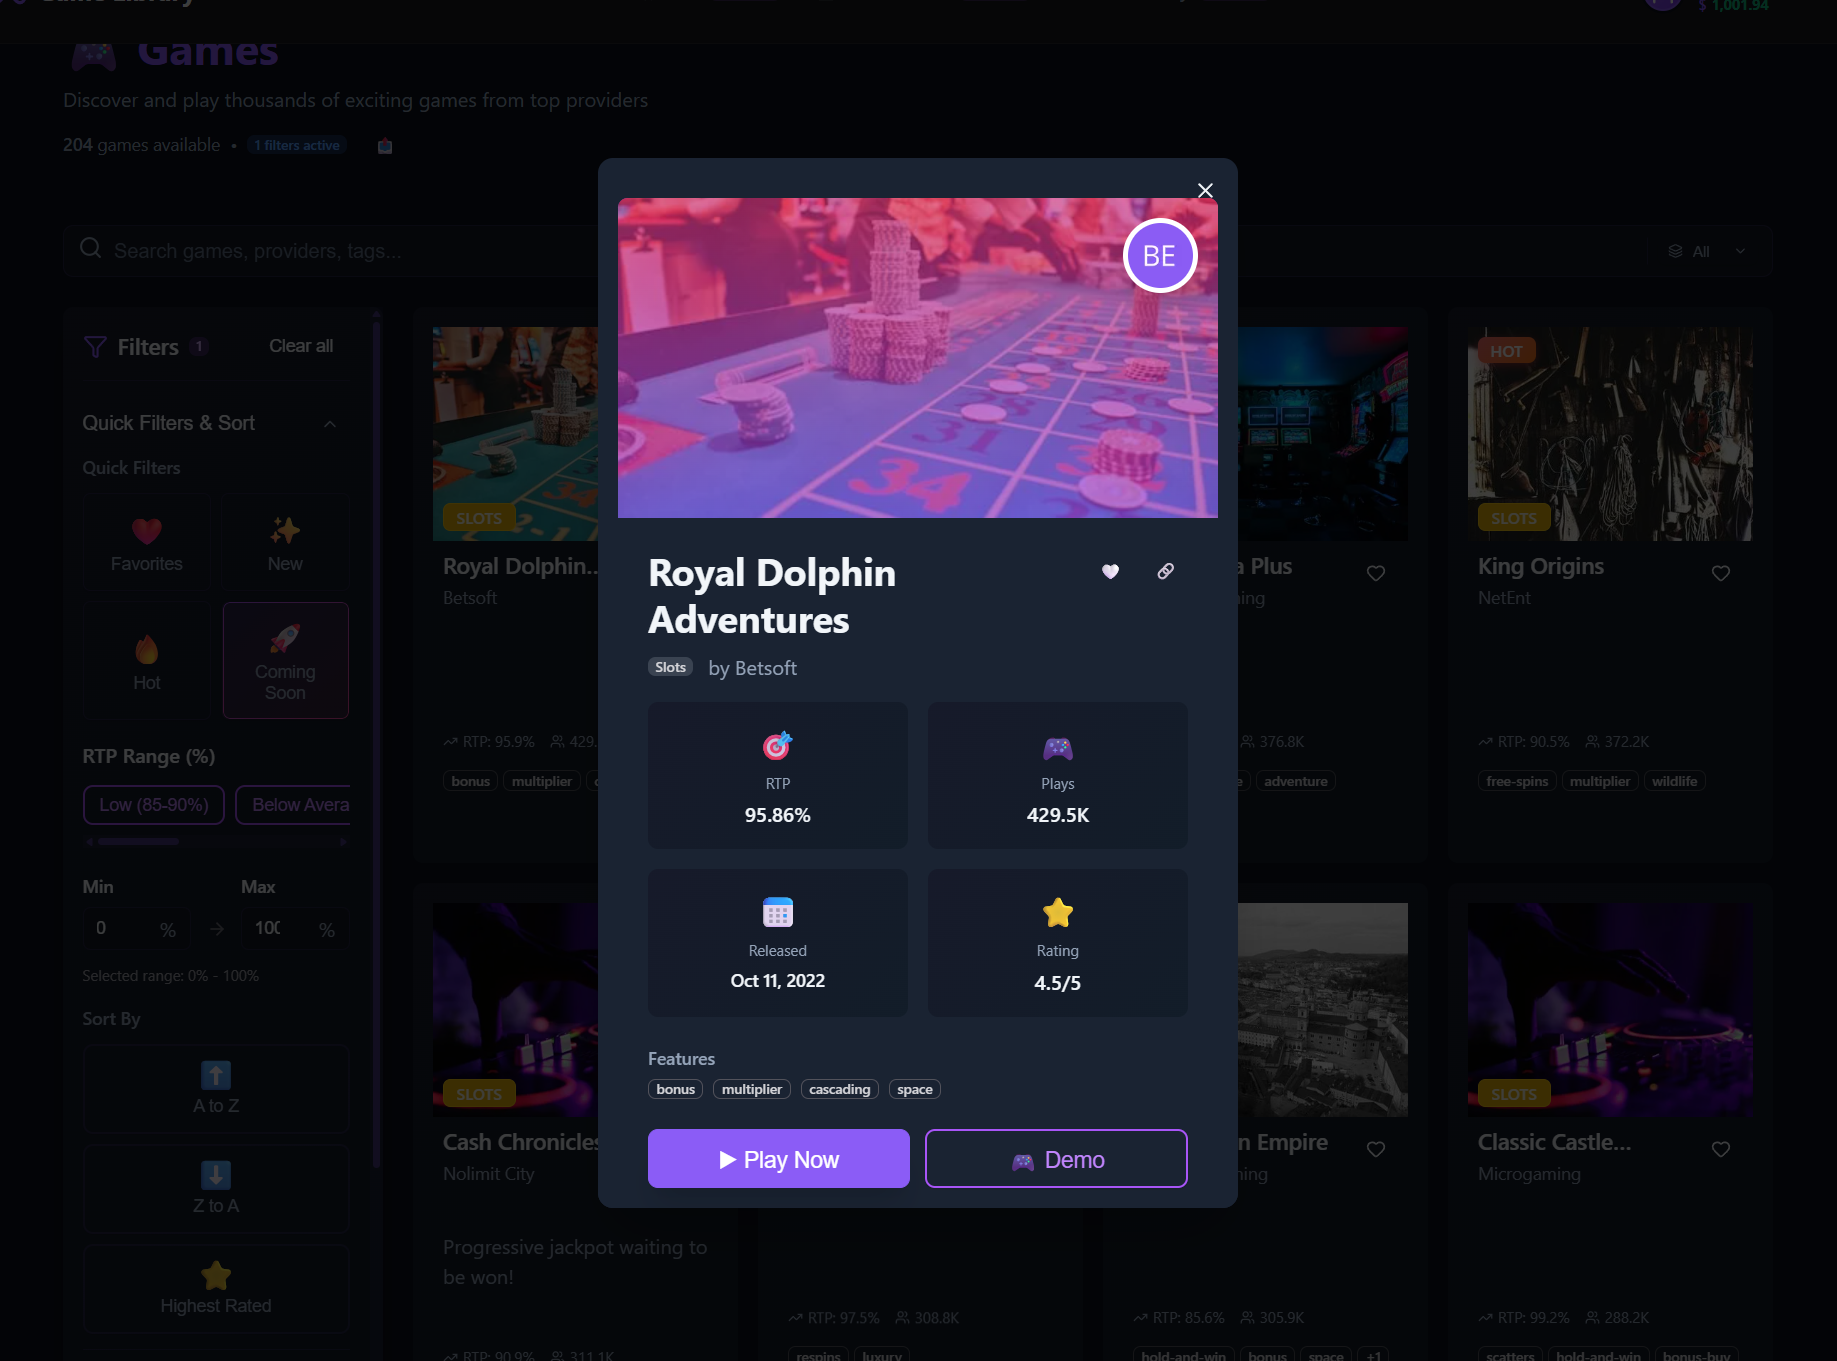 $ 1,001.94
Games
Discover and play thousands of exciting games from top providers
204 games available • 1 filters active
Search games, providers, tags...
All
Filters 1 Clear all
Quick Filters & Sort
Quick Filters
Favorites
New
Hot
Coming
Soon
RTP Range (%)
Low (85-90%)
Below Avera
Min
Max
0 %
100 %
Selected range: 0% - 100%
Sort By
A to Z
Z to A
Highest Rated
SLOTS
Royal Dolphin...
Betsoft
RTP: 95.9% 429.
bonus multiplier
BE
31
34
Royal Dolphin
Adventures
Slots by Betsoft
RTP
95.86%
Plays
429.5K
Released
Oct 11, 2022
Rating
4.5/5
Features
bonus multiplier cascading space
Play Now
Demo
Plus
376.8K
adventure
HOT
SLOTS
King Origins
NetEnt
RTP: 90.5% 372.2K
free-spins multiplier wildlife
SLOTS
Cash Chronicles
Nolimit City
Progressive jackpot waiting to
be won!
RTP: 90.9% 311.1K
RTP: 97.5% 308.8K
respins luxury
Empire
RTP: 85.6% 305.9K
hold-and-win bonus space +1
SLOTS
Classic Castle...
Microgaming
RTP: 99.2% 288.2K
scatters hold-and-win bonus-buy